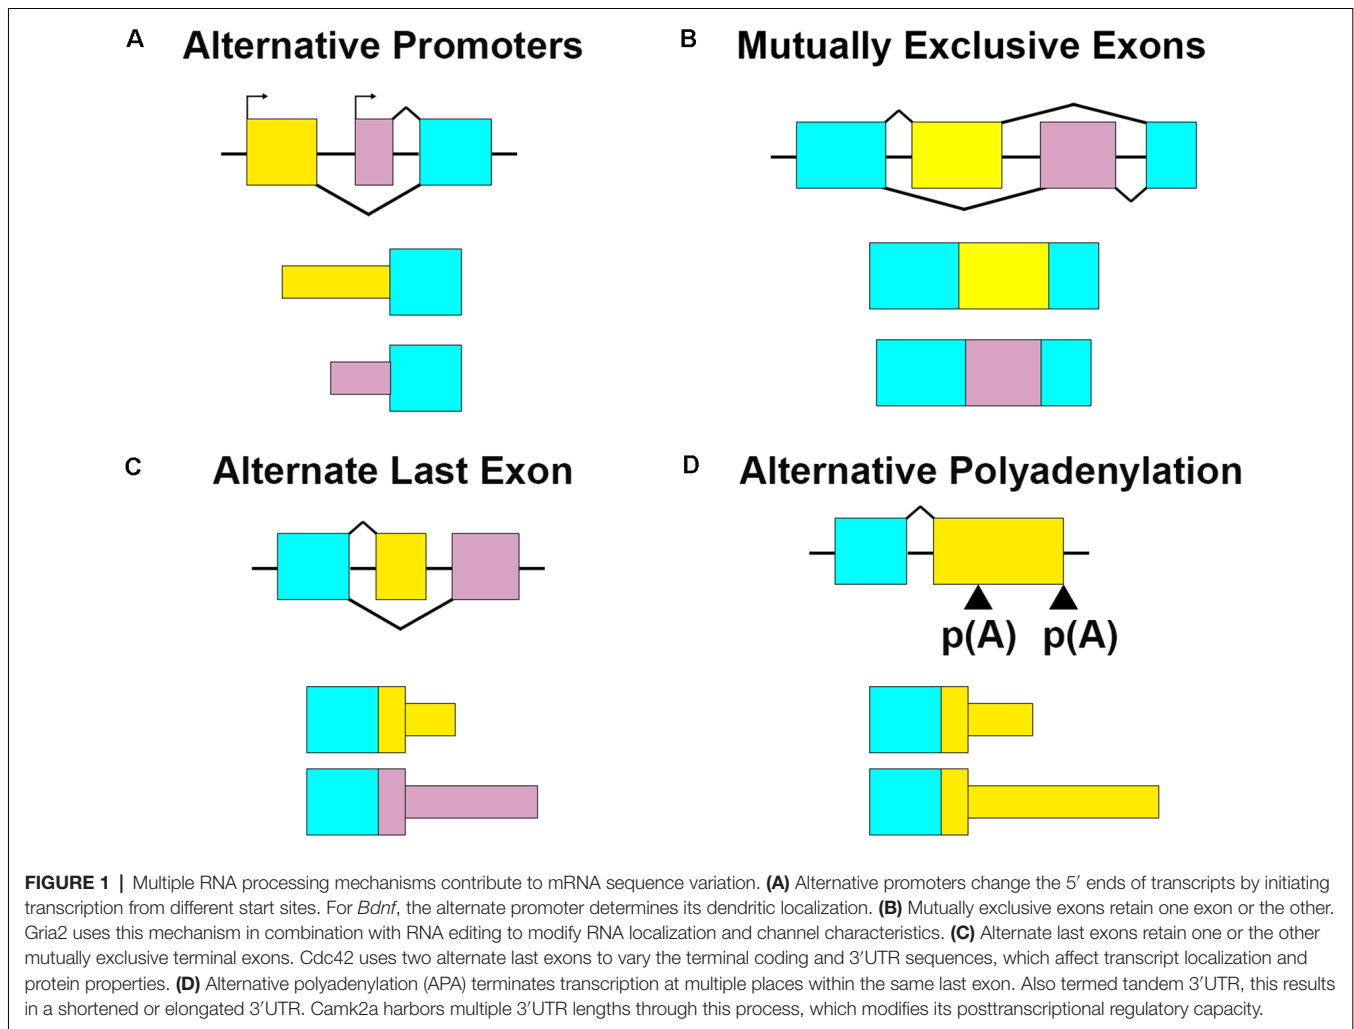 A Alternative Promoters
B Mutually Exclusive Exons
C Alternate Last Exon
D Alternative Polyadenylation
p(A) p(A)
FIGURE 1 | Multiple RNA processing mechanisms contribute to mRNA sequence variation. (A) Alternative promoters change the 5′ ends of transcripts by initiating
transcription from different start sites. For Bdnf, the alternate promoter determines its dendritic localization. (B) Mutually exclusive exons retain one exon or the other.
Gria2 uses this mechanism in combination with RNA editing to modify RNA localization and channel characteristics. (C) Alternate last exons retain one or the other
mutually exclusive terminal exons. Cdc42 uses two alternate last exons to vary the terminal coding and 3′UTR sequences, which affect transcript localization and
protein properties. (D) Alternative polyadenylation (APA) terminates transcription at multiple places within the same last exon. Also termed tandem 3′UTR, this results
in a shortened or elongated 3′UTR. Camk2a harbors multiple 3′UTR lengths through this process, which modifies its posttranscriptional regulatory capacity.